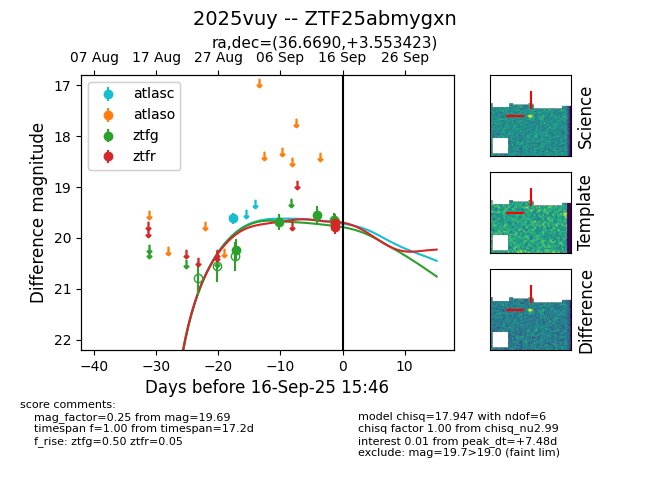 2025vuy -- ZTF25abmygxn
ra,dec=(36.6690,+3.553423)
07 Aug 17 Aug 27 Aug 06 Sep 16 Sep 26 Sep
17
18
19
20
21
22
Difference magnitude
atlasc
atlaso
ztfg
ztfr
−40 −30 −20 −10 0 10
Days before 16-Sep-25 15:46
Science
Template
Difference
score comments:
mag_factor=0.25 from mag=19.69
timespan f=1.00 from timespan=17.2d
f_rise: ztfg=0.50 ztfr=0.05
model chisq=17.947 with ndof=6
chisq factor 1.00 from chisq_nu2.99
interest 0.01 from peak_dt=+7.48d
exclude: mag=19.7>19.0 (faint lim)